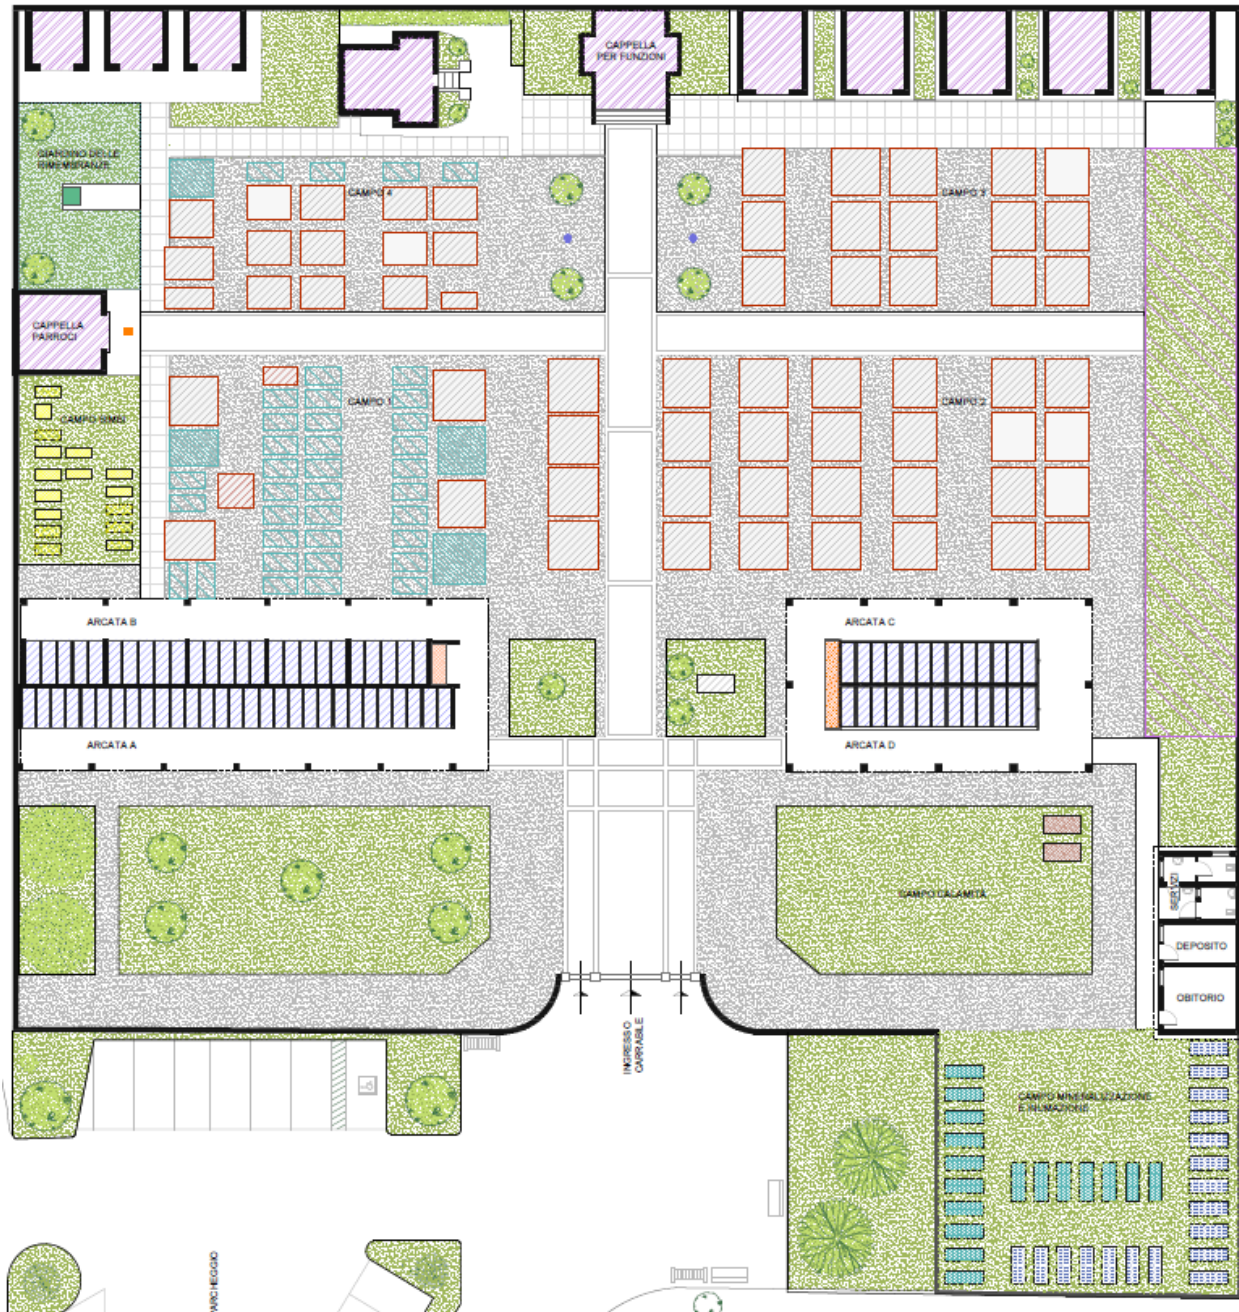 CAPPELLA
PER FUNZIONI
GIARDINO DELLE
RIMEMBRANZE
CAMPO 4
CAMPO 3
CAPPELLA
PARROCI
CAMPO BIMBI
CAMPO 1
CAMPO 2
ARCATA B
ARCATA C
ARCATA A
ARCATA D
CAMPO CALAMITÀ
SERVIZI
DEPOSITO
OBITORIO
INGRESSO
CARRABILE
CAMPO MINERALIZZAZIONE
E INUMAZIONE
PARCHEGGIO